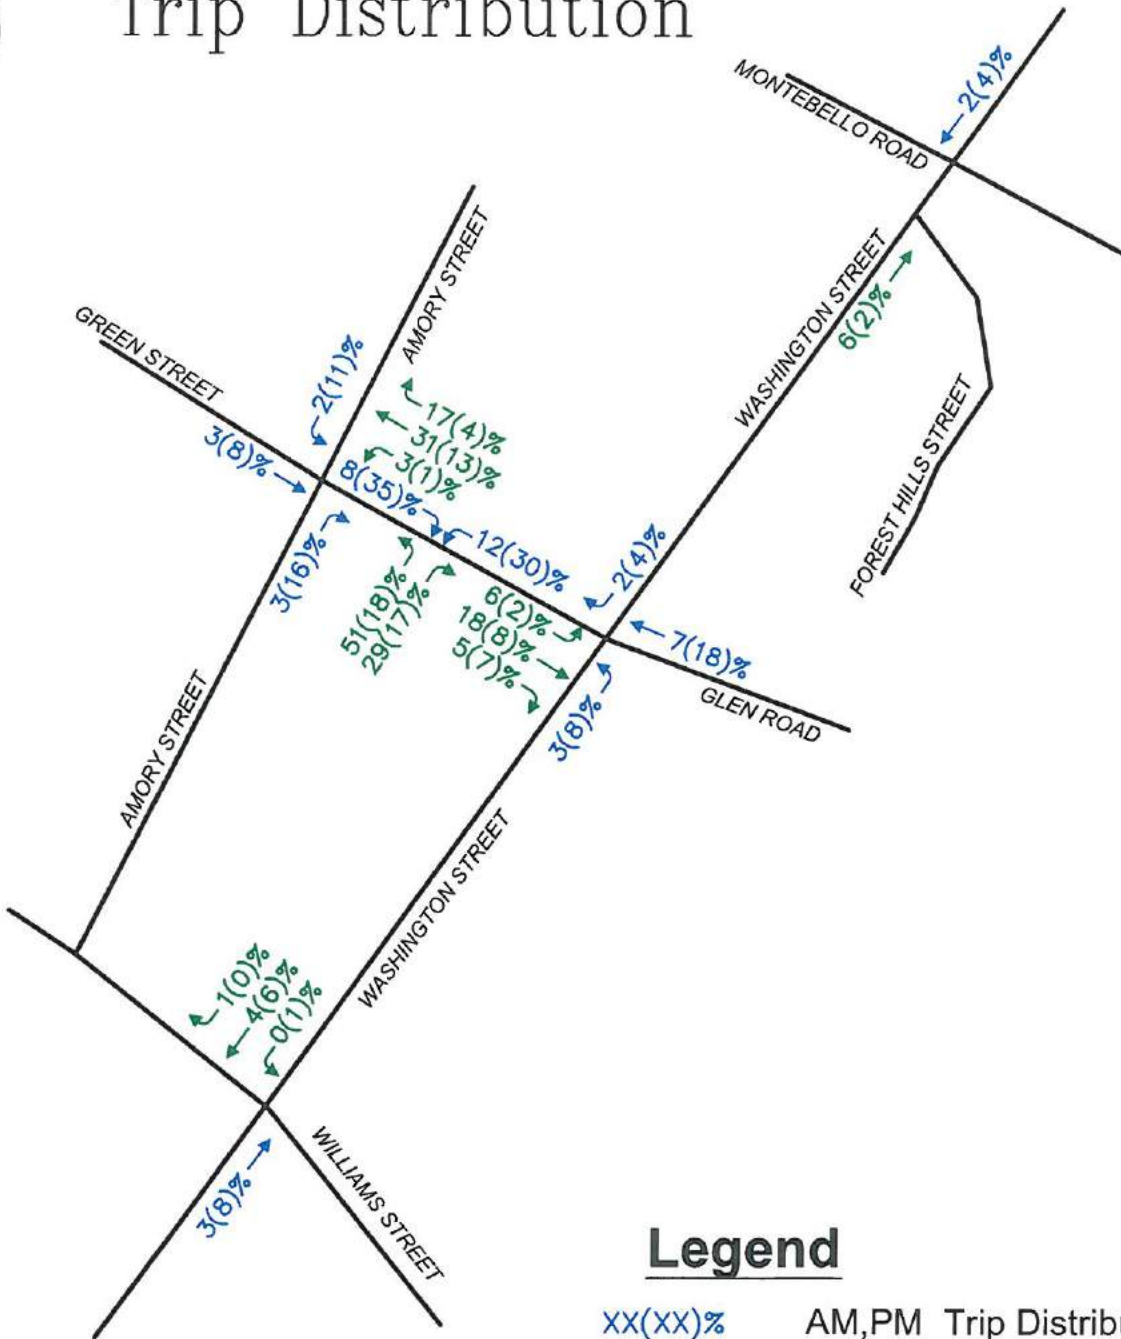 Trip Distribution
MONTEBELLO ROAD
2(4)%
AMORY STREET
WASHINGTON STREET
6(2)%
GREEN STREET
2(11)%
17(4)%
31(13)%
3(1)%
3(8)%
8(35)%
FOREST HILLS STREET
12(30)%
2(4)%
3(16)%
51(18)%
29(17)%
6(2)%
18(8)%
5(7)%
7(18)%
GLEN ROAD
3(8)%
AMORY STREET
WASHINGTON STREET
1(0)%
4(6)%
0(1)%
3(8)%
WILLIAMS STREET
Legend
XX(XX)% AM,PM Trip